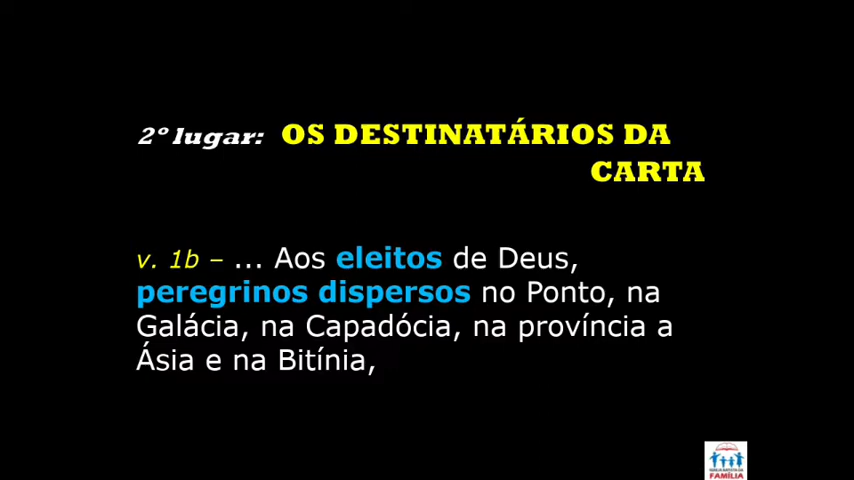 2º lugar: OS DESTINATÁRIOS DA
CARTA
v. 1b – ... Aos eleitos de Deus,
peregrinos dispersos no Ponto, na
Galácia, na Capadócia, na província a
Ásia e na Bitínia,
FAMÍLIA